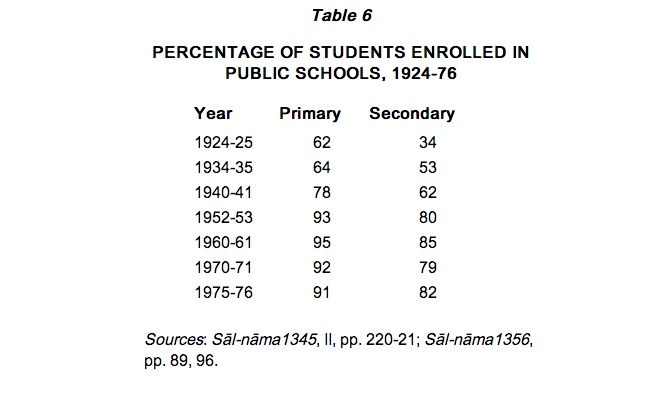 Table 6
PERCENTAGE OF STUDENTS ENROLLED IN
PUBLIC SCHOOLS, 1924-76
Year Primary Secondary
1924-25 62 34
1934-35 64 53
1940-41 78 62
1952-53 93 80
1960-61 95 85
1970-71 92 79
1975-76 91 82
Sources: Sāl-nāma1345, II, pp. 220-21; Sāl-nāma1356,
pp. 89, 96.